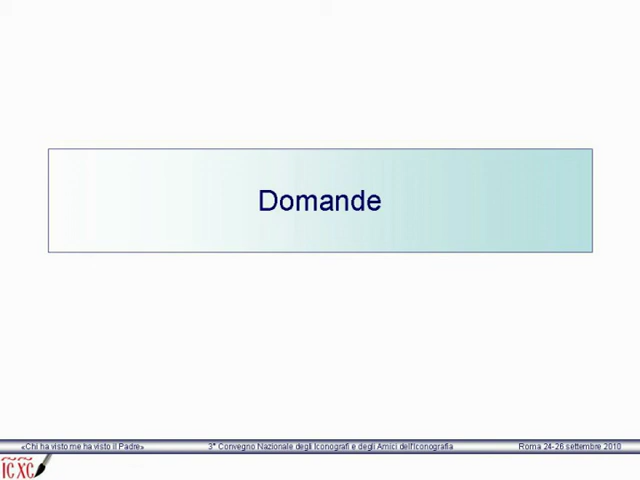 Domande
«Chi ha visto me ha visto il Padre» 3° Convegno Nazionale degli Iconografi e degli Amici dell'Iconografia Roma 24-26 settembre 2010
IC XC